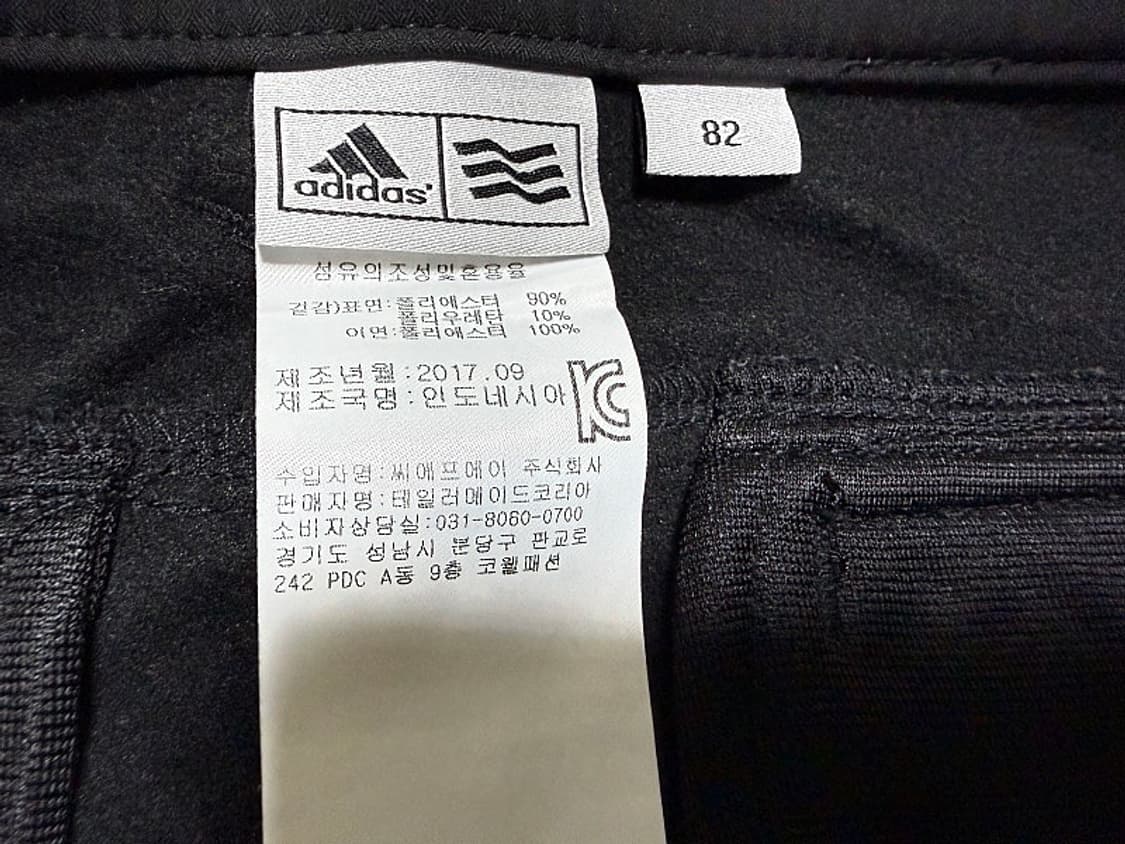 adidas
82
섬유의조성및혼용율
겉감)표면:폴리에스터 90%
폴리우레탄 10%
이면:폴리에스터 100%
제조년월:2017.09
제조국명:인도네시아
수입자명:씨에프에이 주식회사
판매자명:테일러메이드코리아
소비자상담실:031-8060-0700
경기도 성남시 분당구 판교로
242 PDC A동 9층 코웰패션